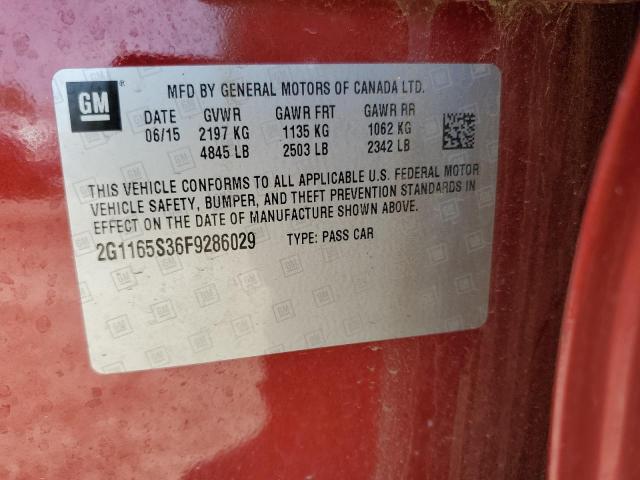 GM
MFD BY GENERAL MOTORS OF CANADA LTD.
DATE GVWR GAWR FRT GAWR RR
06/15 2197 KG 1135 KG 1062 KG
4845 LB 2503 LB 2342 LB
THIS VEHICLE CONFORMS TO ALL APPLICABLE U.S. FEDERAL MOTOR
VEHICLE SAFETY, BUMPER, AND THEFT PREVENTION STANDARDS IN
EFFECT ON THE DATE OF MANUFACTURE SHOWN ABOVE.
2G1165S36F9286029 TYPE: PASS CAR